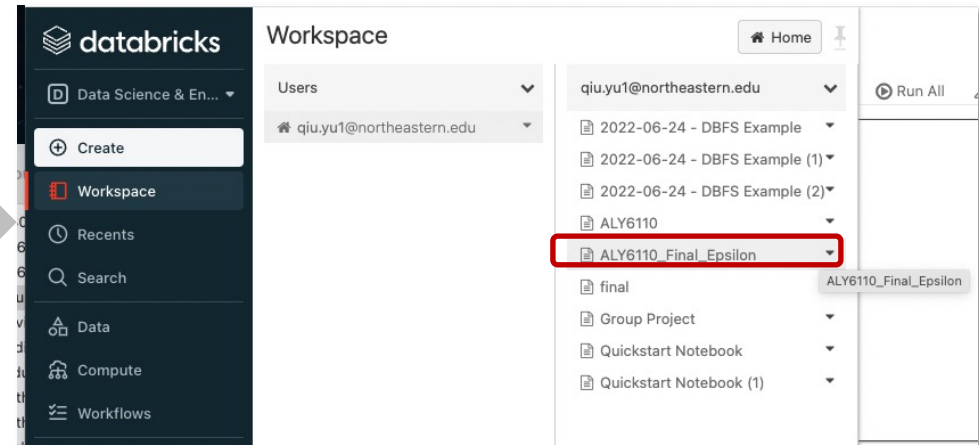 databricks
Data Science & En...
Create
Workspace
Recents
Search
Data
Compute
Workflows
Workspace
Home
Users
qiu.yu1@northeastern.edu
qiu.yu1@northeastern.edu
2022-06-24 - DBFS Example
2022-06-24 - DBFS Example (1)
2022-06-24 - DBFS Example (2)
ALY6110
ALY6110_Final_Epsilon
ALY6110_Final_Epsilon
final
Group Project
Quickstart Notebook
Quickstart Notebook (1)
Run All